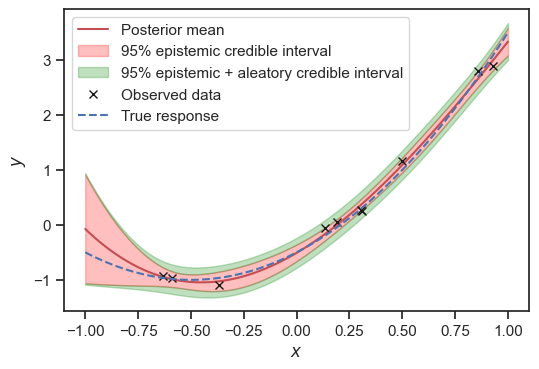 Posterior mean
95% epistemic credible interval
95% epistemic + aleatory credible interval
Observed data
True response
y
3
2
1
0
−1
−1.00 −0.75 −0.50 −0.25 0.00 0.25 0.50 0.75 1.00
x